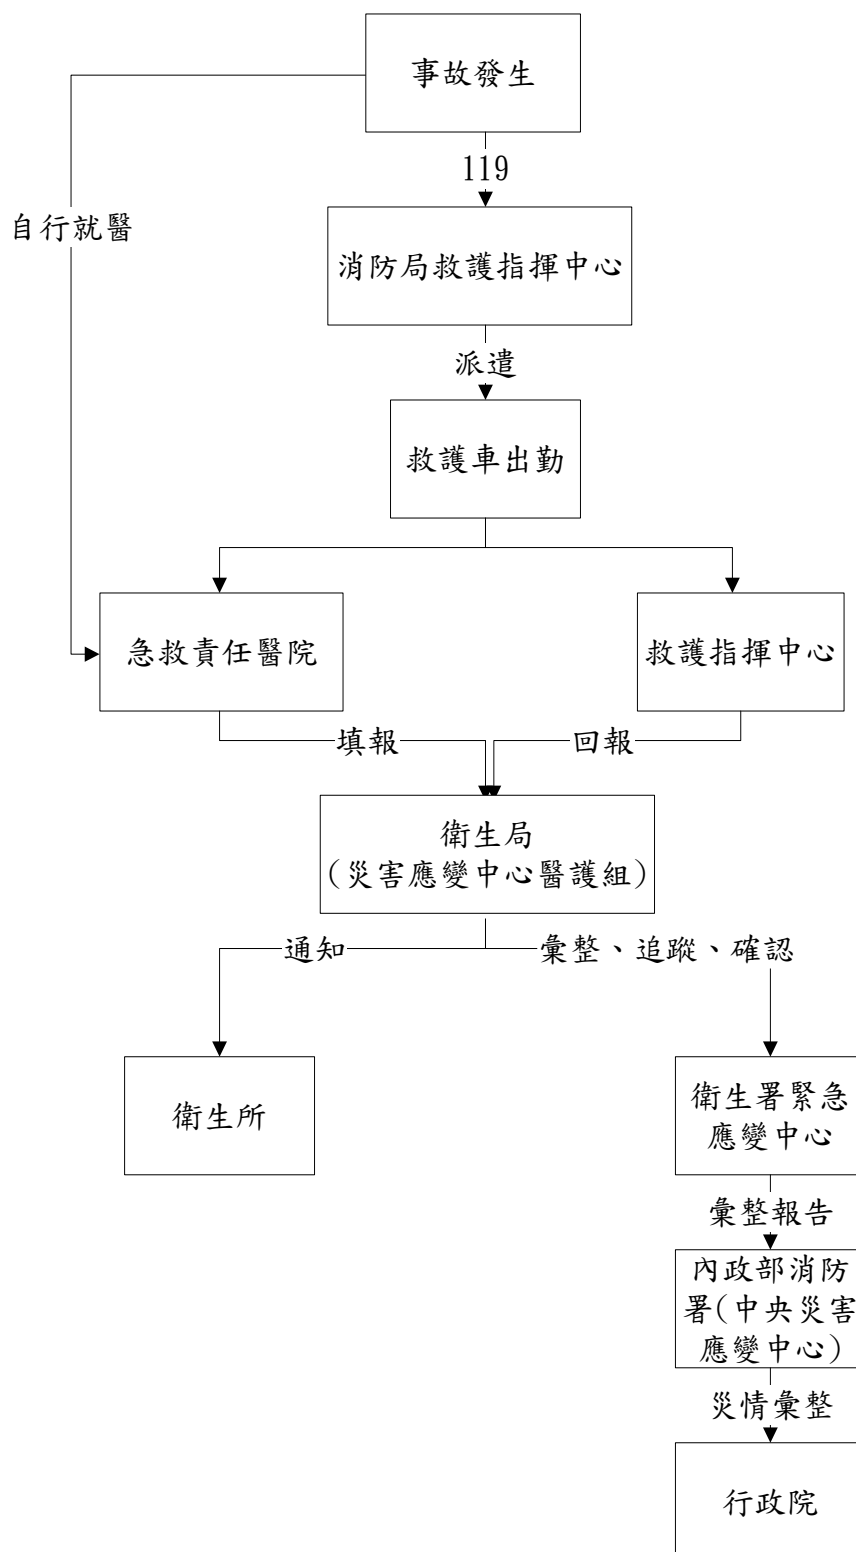 事故發生
119
自行就醫
消防局救護指揮中心
派遣
救護車出勤
急救責任醫院
救護指揮中心
填報
回報
衛生局
(災害應變中心醫護組)
通知
彙整、追蹤、確認
衛生所
衛生署緊急
應變中心
彙整報告
內政部消防
署(中央災害
應變中心)
災情彙整
行政院